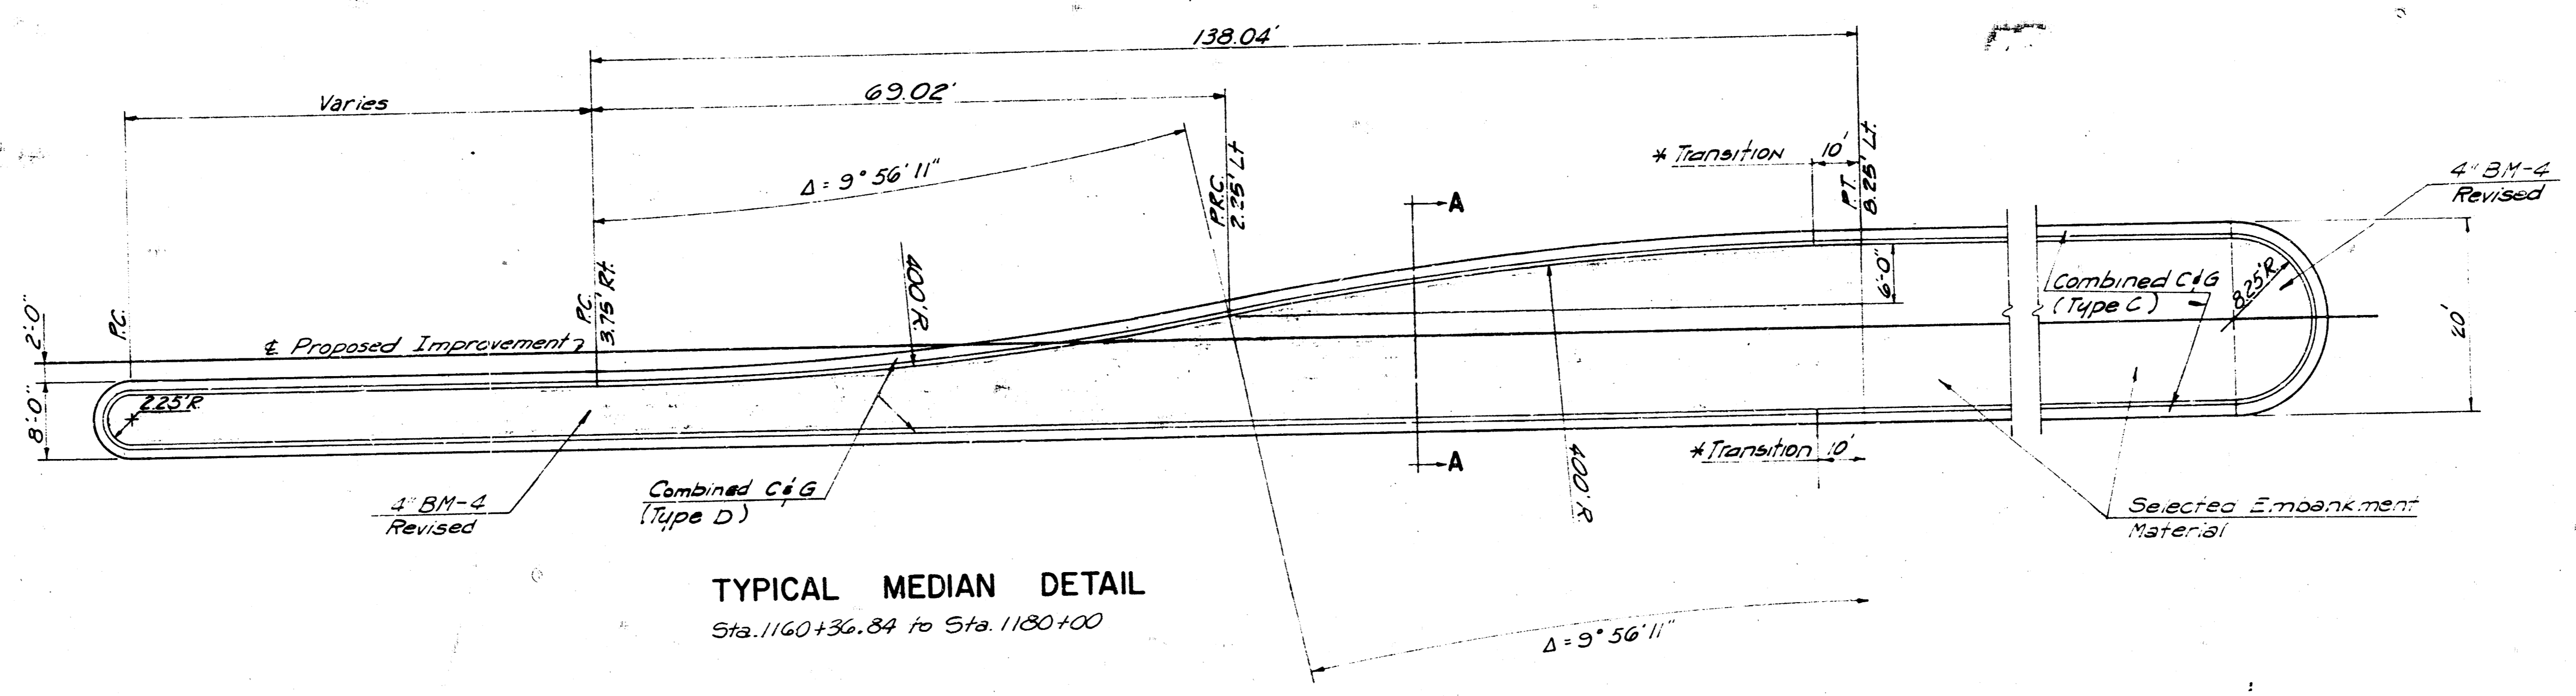 138.04'
Varies
69.02'
Δ = 9° 56' 11"
* Transition 10'
P.R.C.
2.25' Lt
P.T.
8.25' Lt.
4" BM-4
Revised
A
P.C.
P.C.
3.75' Rt.
400' R.
6'-0"
Combined C&G
(Type C)
8.25' R.
20'
2'-0"
℄ Proposed Improvement
8'-0"
2.25' R.
A
* Transition 10'
400' R.
4" BM-4
Revised
Combined C&G
(Type D)
Selected Embankment
Material
TYPICAL MEDIAN DETAIL
Sta. 1160+36.84 to Sta. 1180+00
Δ = 9° 56' 11"